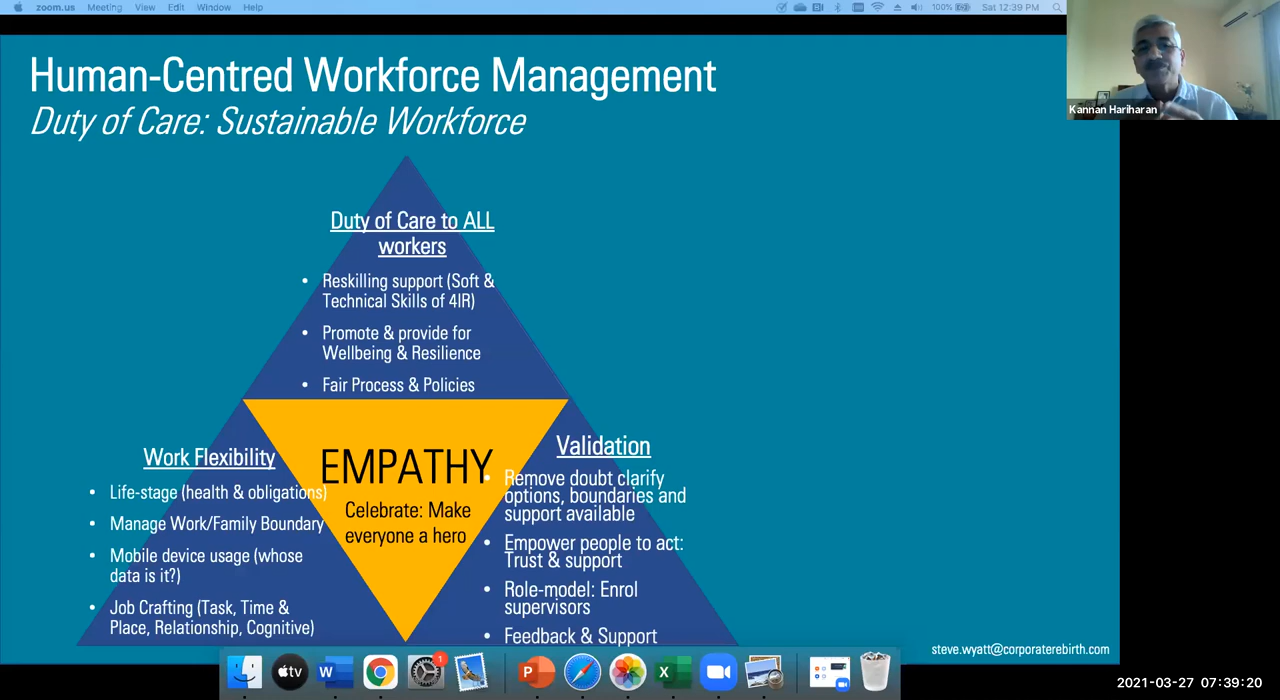 zoom.us Meeting View Edit Window Help 100% Sat 12:39 PM
Human-Centred Workforce Management
Duty of Care: Sustainable Workforce
Kannan Hariharan
Duty of Care to ALL
workers
• Reskilling support (Soft &
Technical Skills of 4IR)
• Promote & provide for
Wellbeing & Resilience
• Fair Process & Policies
Work Flexibility
• Life-stage (health & obligations)
• Manage Work/Family Boundary
• Mobile device usage (whose
data is it?)
• Job Crafting (Task, Time &
Place, Relationship, Cognitive)
EMPATHY
Celebrate: Make
everyone a hero
Validation
• Remove doubt clarify
options, boundaries and
support available
• Empower people to act:
Trust & support
• Role-model: Enrol
supervisors
• Feedback & Support
steve.wyatt@corporaterebirth.com
tv W 1 P X
2021-03-27 07:39:20